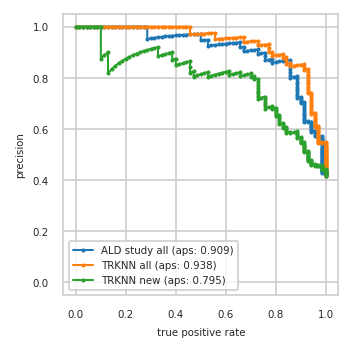 1.0
0.8
0.6
0.4
0.2
0.0
precision
ALD study all (aps: 0.909)
TRKNN all (aps: 0.938)
TRKNN new (aps: 0.795)
0.0 0.2 0.4 0.6 0.8 1.0
true positive rate